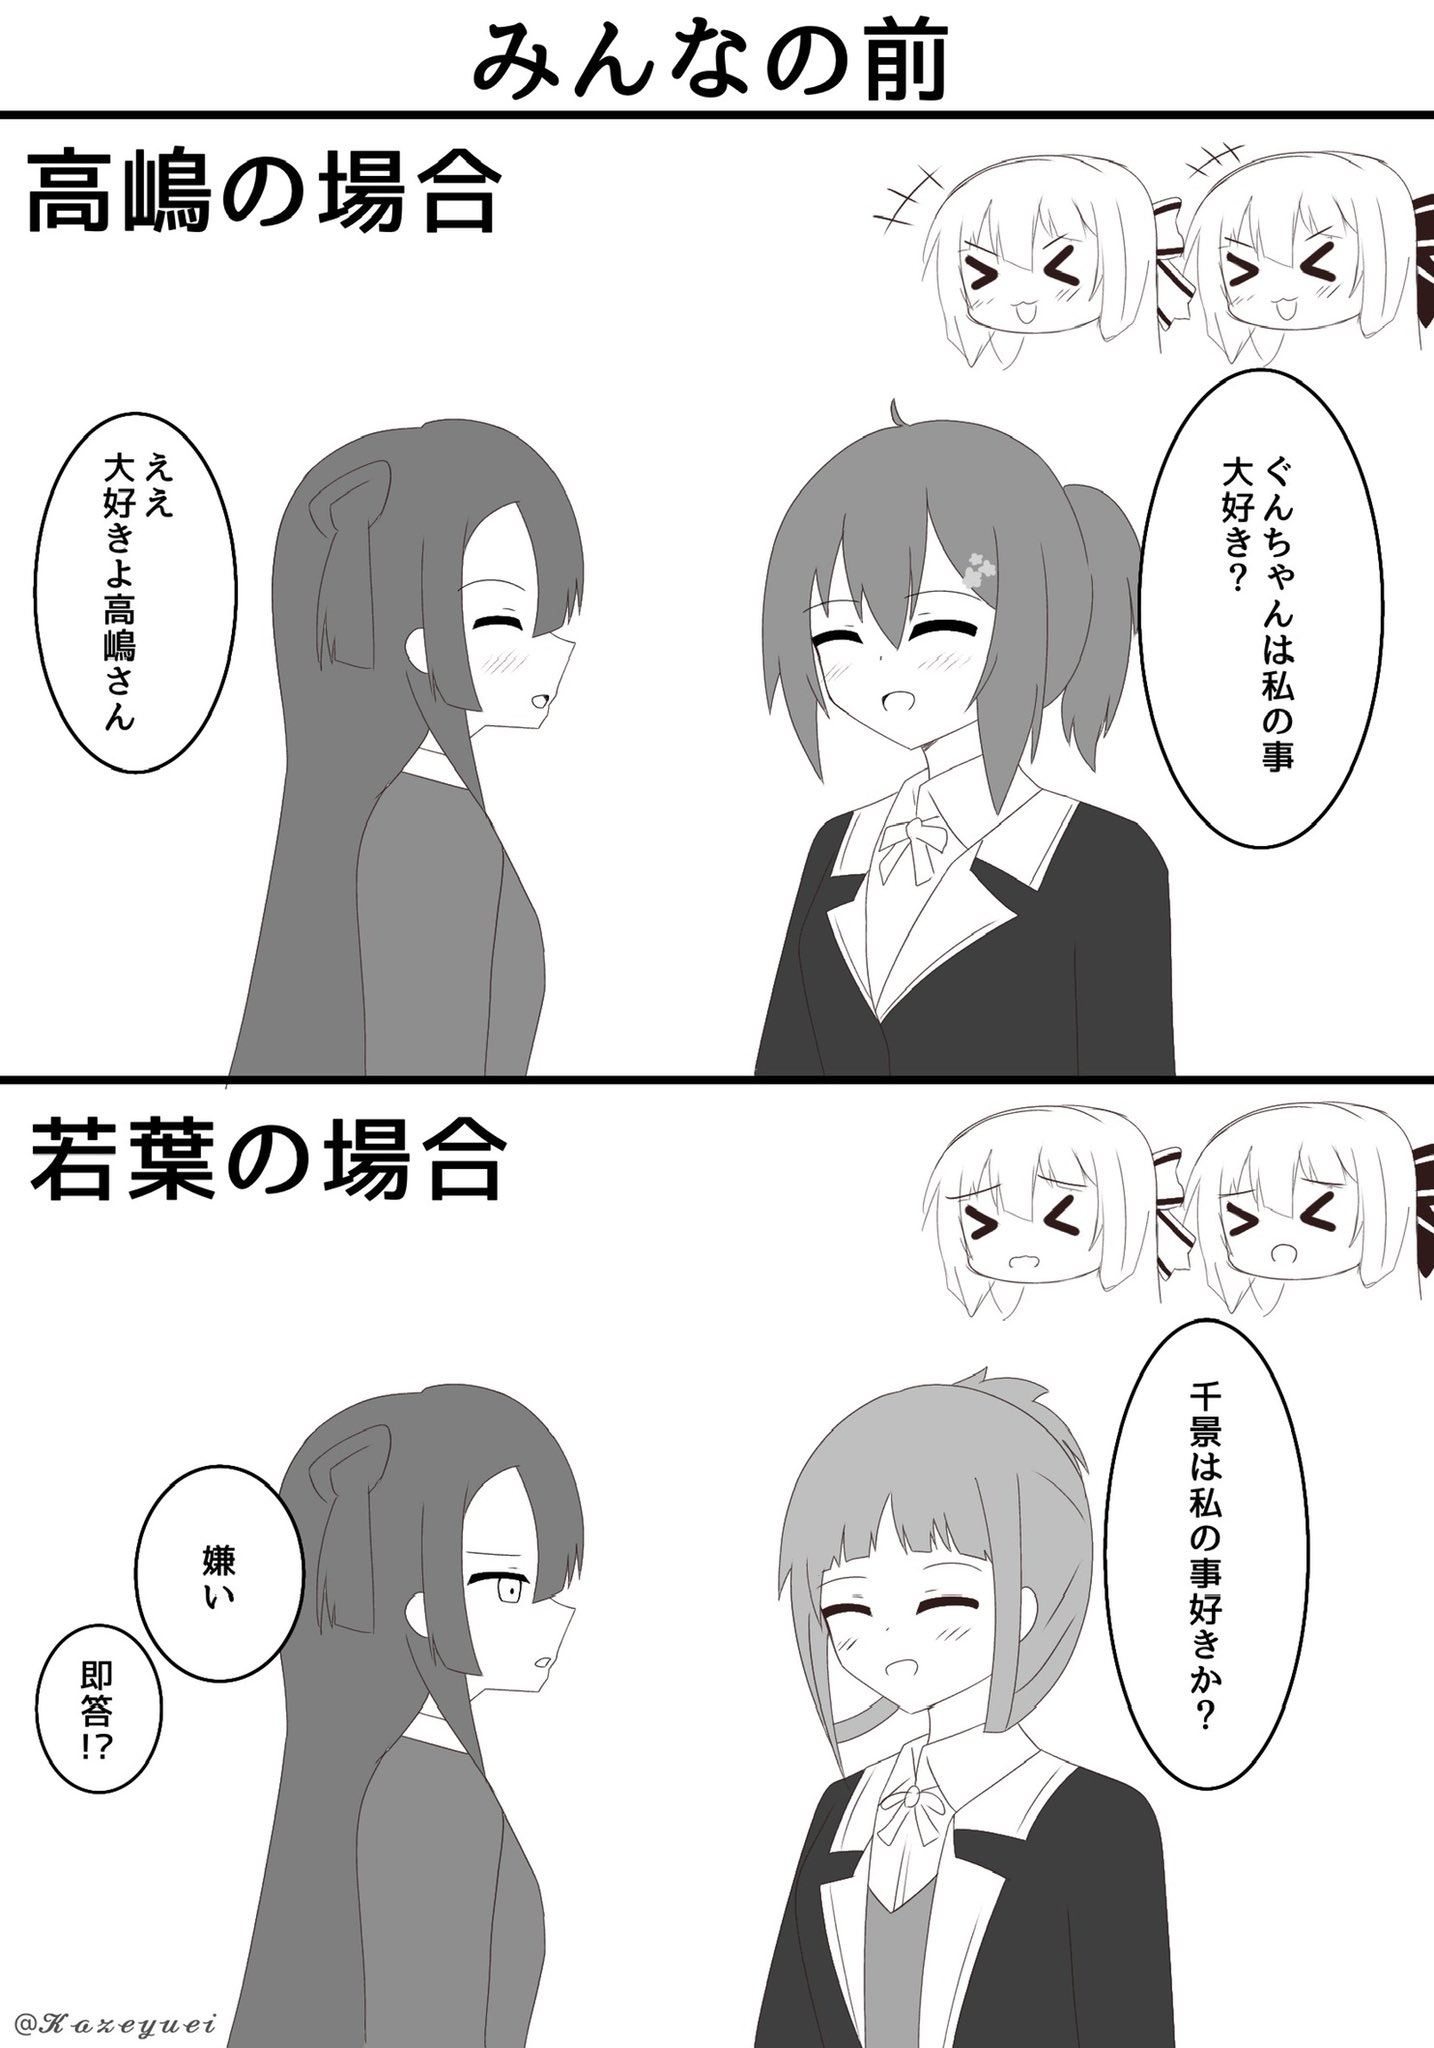 みんなの前
高嶋の場合
ぐんちゃんは私の事
大好き?
ええ
大好きよ高嶋さん
若葉の場合
千景は私の事好きか?
嫌い
即答!?
@Kazeyuei